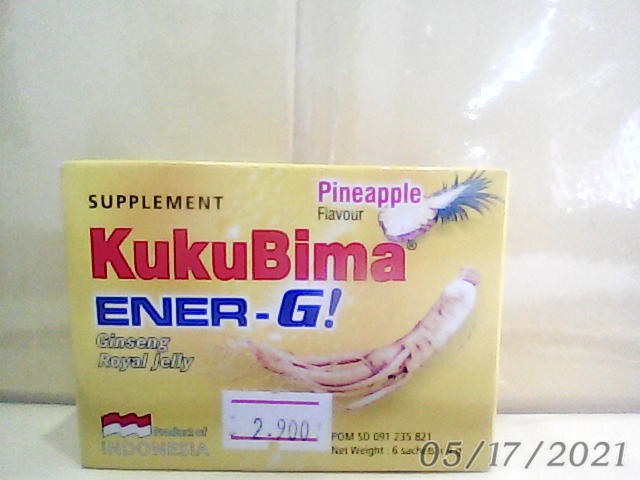 SUPPLEMENT
Pineapple
Flavour
KukuBima®
ENER-G!
Ginseng
Royal Jelly
Product of
INDONESIA
2.900
POM SD 091 235 821
Net Weight : 6 sachets
05/17/2021